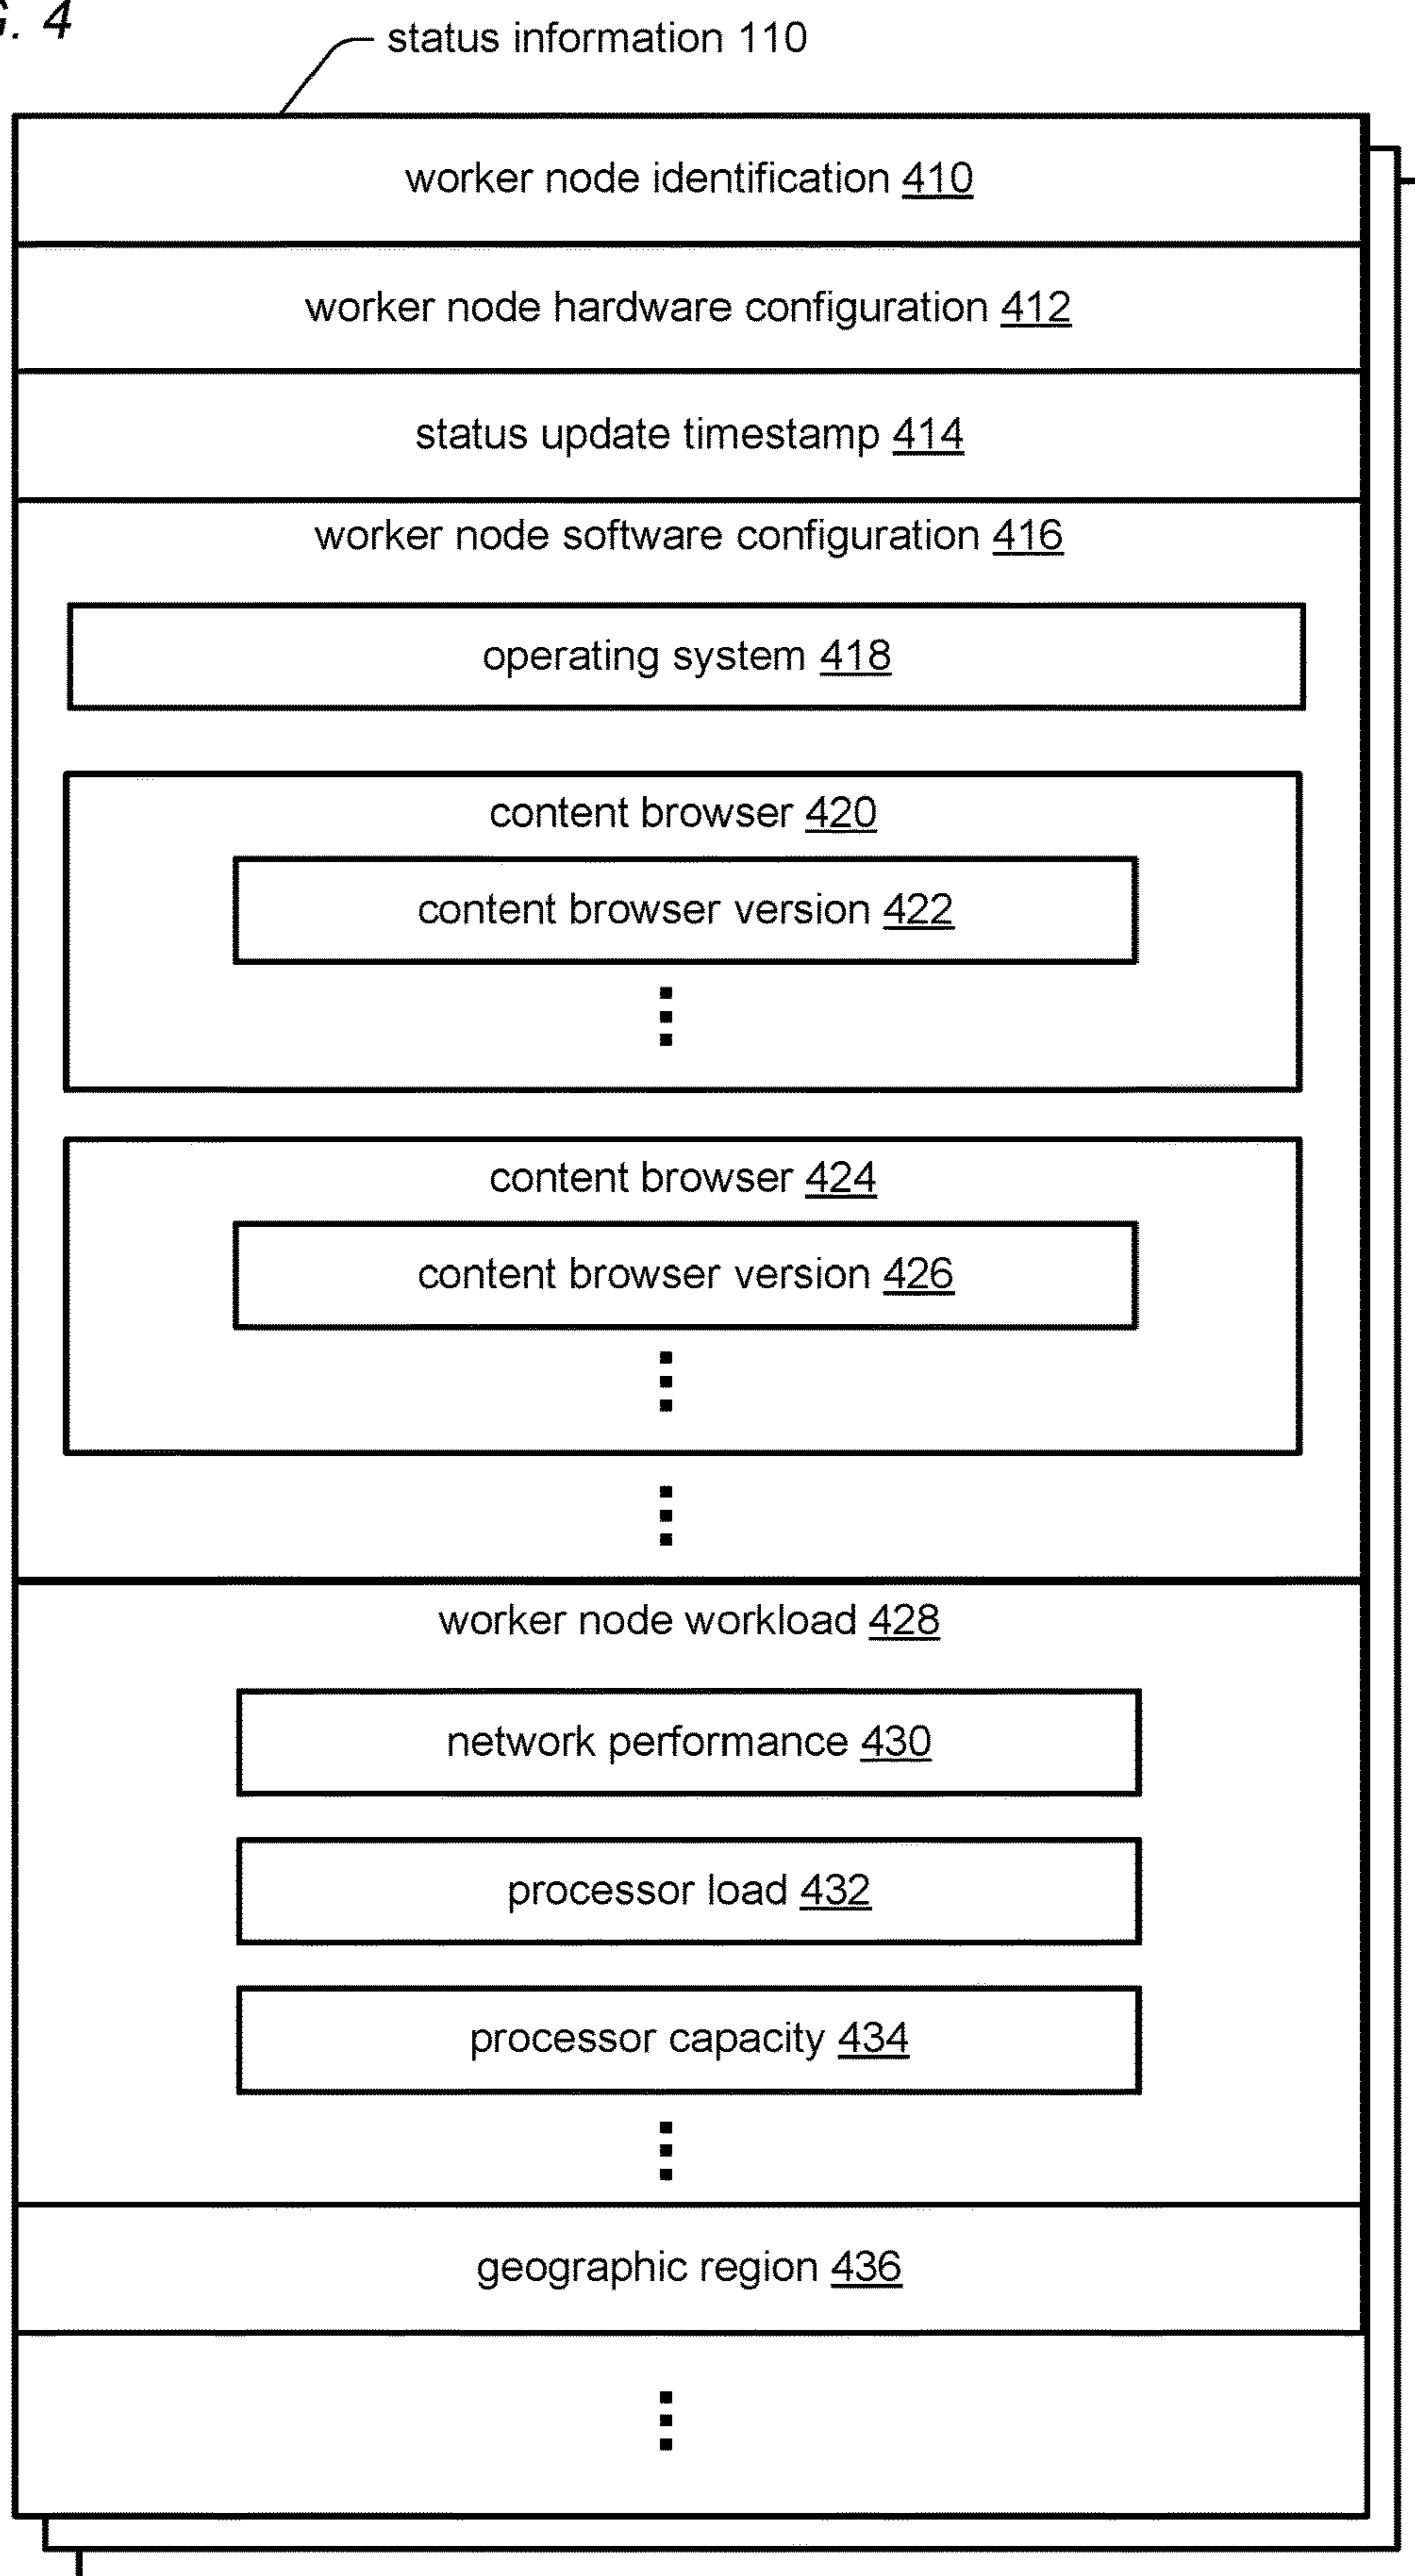 G. 4
status information 110
worker node identification 410
worker node hardware configuration 412
status update timestamp 414
worker node software configuration 416
operating system 418
content browser 420
content browser version 422
content browser 424
content browser version 426
worker node workload 428
network performance 430
processor load 432
processor capacity 434
geographic region 436